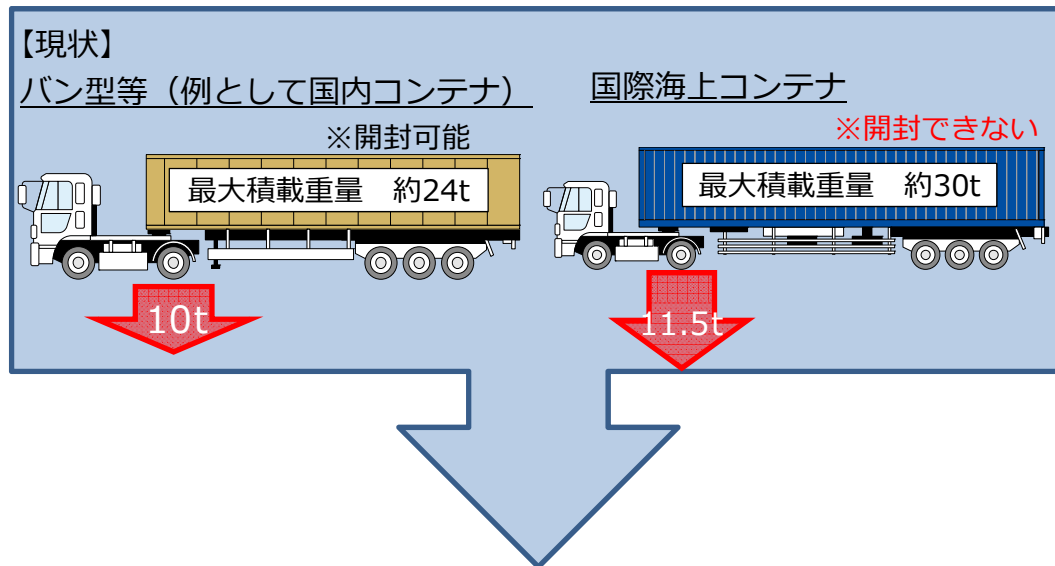 【現状】
バン型等（例として国内コンテナ）
※開封可能
最大積載重量　約24t
10t
国際海上コンテナ
※開封できない
最大積載重量　約30t
11.5t